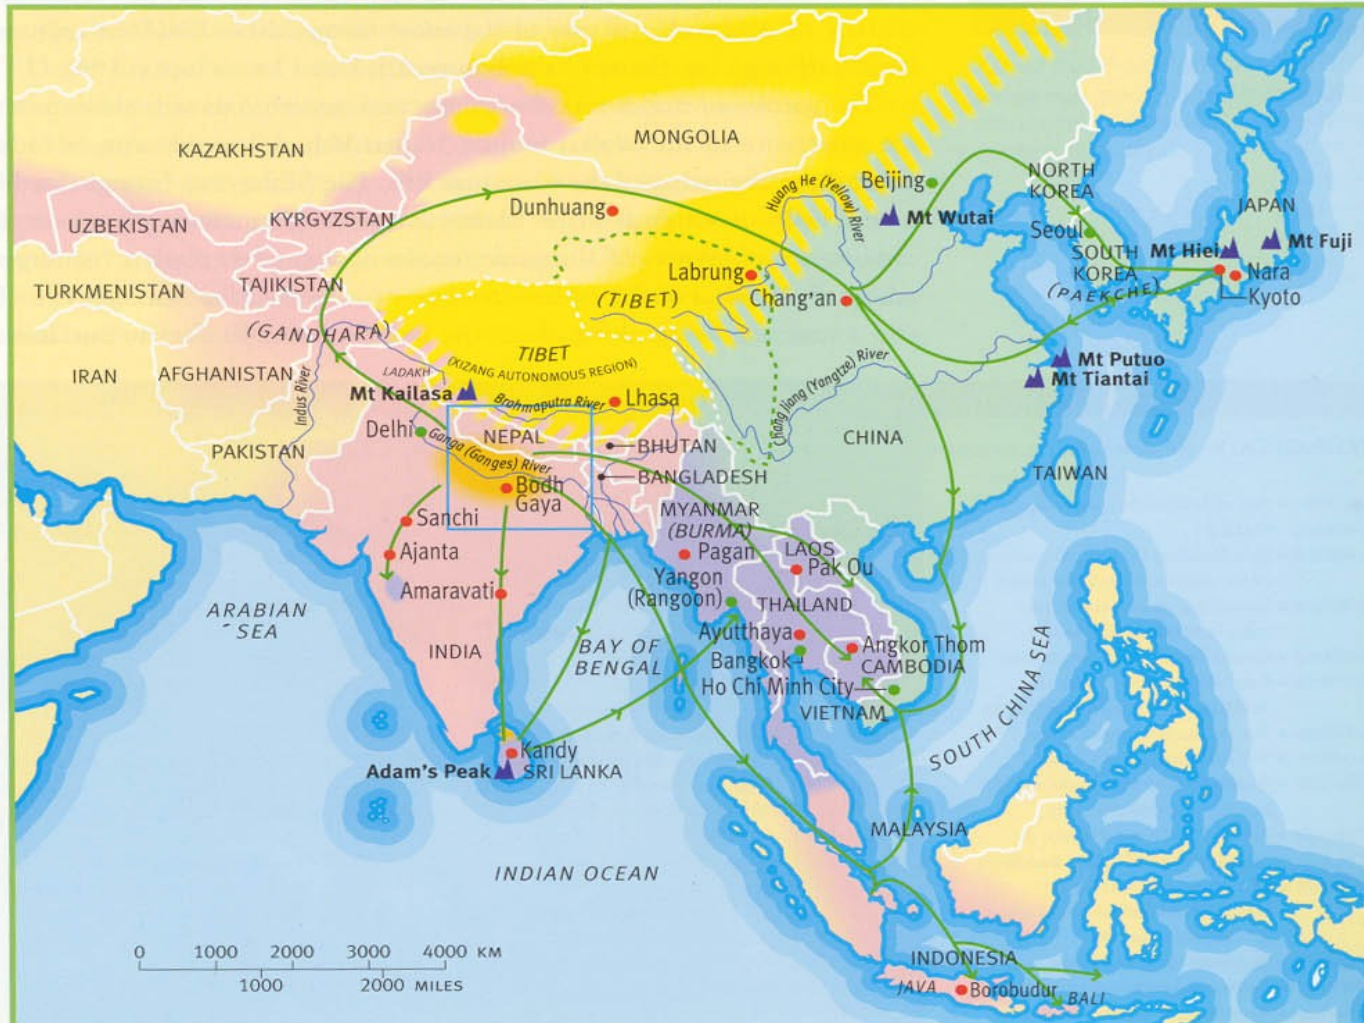 MONGOLIA
KAZAKHSTAN
Beijing
Huang He (Yellow) River
NORTH
KOREA
Dunhuang
UZBEKISTAN
KYRGYZSTAN
Mt Wutai
JAPAN
Seoul
Mt Hiei
Mt Fuji
SOUTH
KOREA
Labrung
Nara
TAJIKISTAN
TURKMENISTAN
(TIBET)
Chang'an
(PAEKCHE)
Kyoto
(GANDHARA)
TIBET
(XIZANG AUTONOMOUS REGION)
Mt Putuo
Mt Tiantai
IRAN
AFGHANISTAN
LADAKH
Indus River
Mt Kailasa
Brahmaputra River
Lhasa
Chang Jiang (Yangtze) River
Delhi
Ganga (Ganges) River
NEPAL
BHUTAN
CHINA
PAKISTAN
BANGLADESH
TAIWAN
Bodh
Gaya
Sanchi
MYANMAR
(BURMA)
Ajanta
Pagan
LAOS
Pak Ou
Amaravati
Yangon
(Rangoon)
THAILAND
ARABIAN
SEA
Ayutthaya
Angkor Thom
INDIA
BAY OF
BENGAL
Bangkok
CAMBODIA
Ho Chi Minh City
VIETNAM
SOUTH CHINA SEA
Kandy
Adam's Peak
SRI LANKA
MALAYSIA
INDIAN OCEAN
0 1000 2000 3000 4000 KM
1000 2000 MILES
INDONESIA
JAVA
Borobudur
BALI